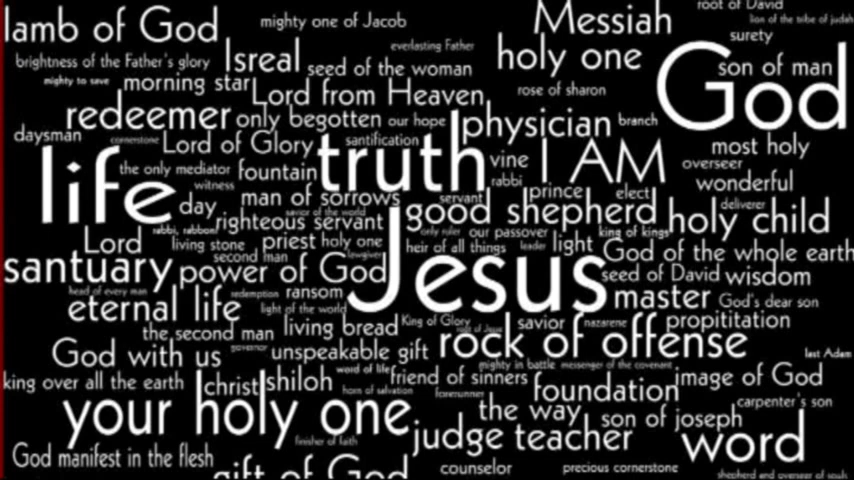 lamb of God
mighty one of Jacob
Messiah
root of David
lion of the tribe of judah
surety
brightness of the Father's glory
Isreal
everlasting Father
seed of the woman
holy one
God
son of man
mighty to save
morning star
Lord from Heaven
rose of sharon
redeemer
only begotten
our hope
physician
branch
most holy
daysman
cornerstone
Lord of Glory
santification
truth
vine
I AM
overseer
life
the only mediator
fountain
rabbi
wonderful
witness
day
man of sorrows
servant
prince
elect
deliverer
savior of the world
righteous servant
good shepherd
holy child
rabbi, rabboni
Lord
living stone
priest
holy one
Jesus
only ruler
our passover
king of kings
heir of all things
leader
light
God of the whole earth
second man
lawgiver
santuary
power of God
seed of David
wisdom
head of every man
eternal life
redemption
ransom
master
God's dear son
light of the world
the second man
living bread
King of Glory
root of Jesse
savior
nazarene
propititation
rock of offense
God with us
governor
unspeakable gift
last Adam
word of life
mighty in battle
messenger of the covenant
king over all the earth
christ
shiloh
friend of sinners
image of God
horn of salvation
forerunner
foundation
carpenter's son
your holy one
the way
son of joseph
finisher of faith
judge
teacher
word
God manifest in the flesh
gift of God
counselor
precious cornerstone
shepherd and overseer of souls